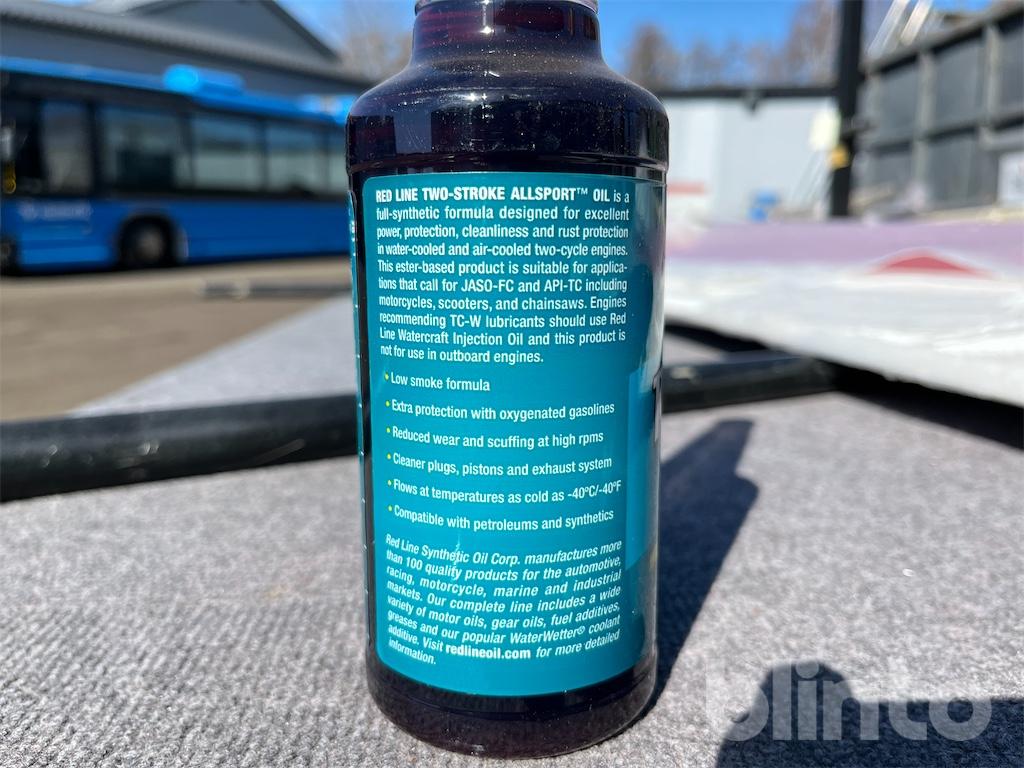 RED LINE TWO-STROKE ALLSPORT™ OIL is a
full-synthetic formula designed for excellent
power, protection, cleanliness and rust protection
in water-cooled and air-cooled two-cycle engines.
This ester-based product is suitable for applica-
tions that call for JASO-FC and API-TC including
motorcycles, scooters, and chainsaws. Engines
recommending TC-W lubricants should use Red
Line Watercraft Injection Oil and this product is
not for use in outboard engines.
• Low smoke formula
• Extra protection with oxygenated gasolines
• Reduced wear and scuffing at high rpms
• Cleaner plugs, pistons and exhaust system
• Flows at temperatures as cold as -40ºC/-40ºF
• Compatible with petroleums and synthetics
Red Line Synthetic Oil Corp. manufactures more
than 100 quality products for the automotive,
racing, motorcycle, marine and industrial
markets. Our complete line includes a wide
variety of motor oils, gear oils, fuel additives,
greases and our popular WaterWetter® coolant
additive. Visit redlineoil.com for more detailed
information.
blinto